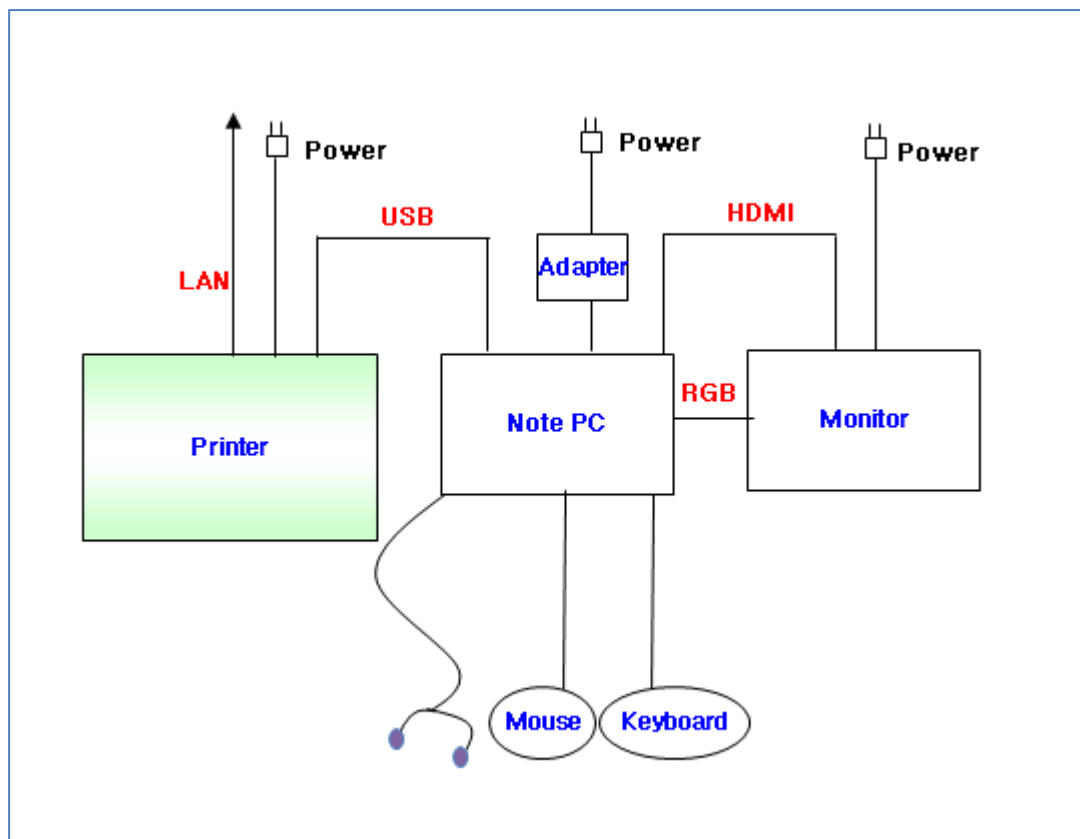 Power
Power
Power
USB
HDMI
LAN
Adapter
RGB
Printer
Note PC
Monitor
Mouse
Keyboard